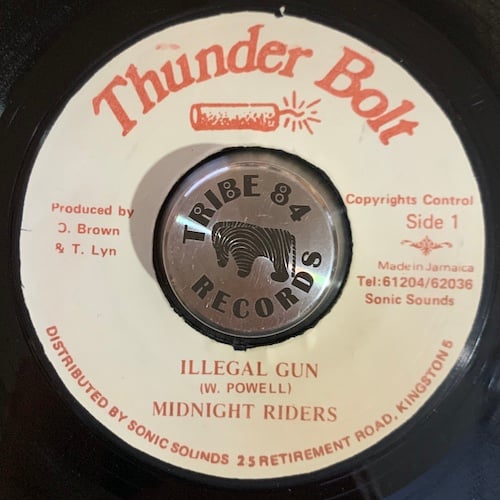 Thunder Bolt
Produced by
D. Brown
& T. Lyn
Copyrights Control
Side 1
Made in Jamaica
Tel:61204/62036
Sonic Sounds
TRIBE 84
RECORDS
ILLEGAL GUN
(W. POWELL)
MIDNIGHT RIDERS
DISTRIBUTED BY SONIC SOUNDS 25 RETIREMENT ROAD, KINGSTON 5